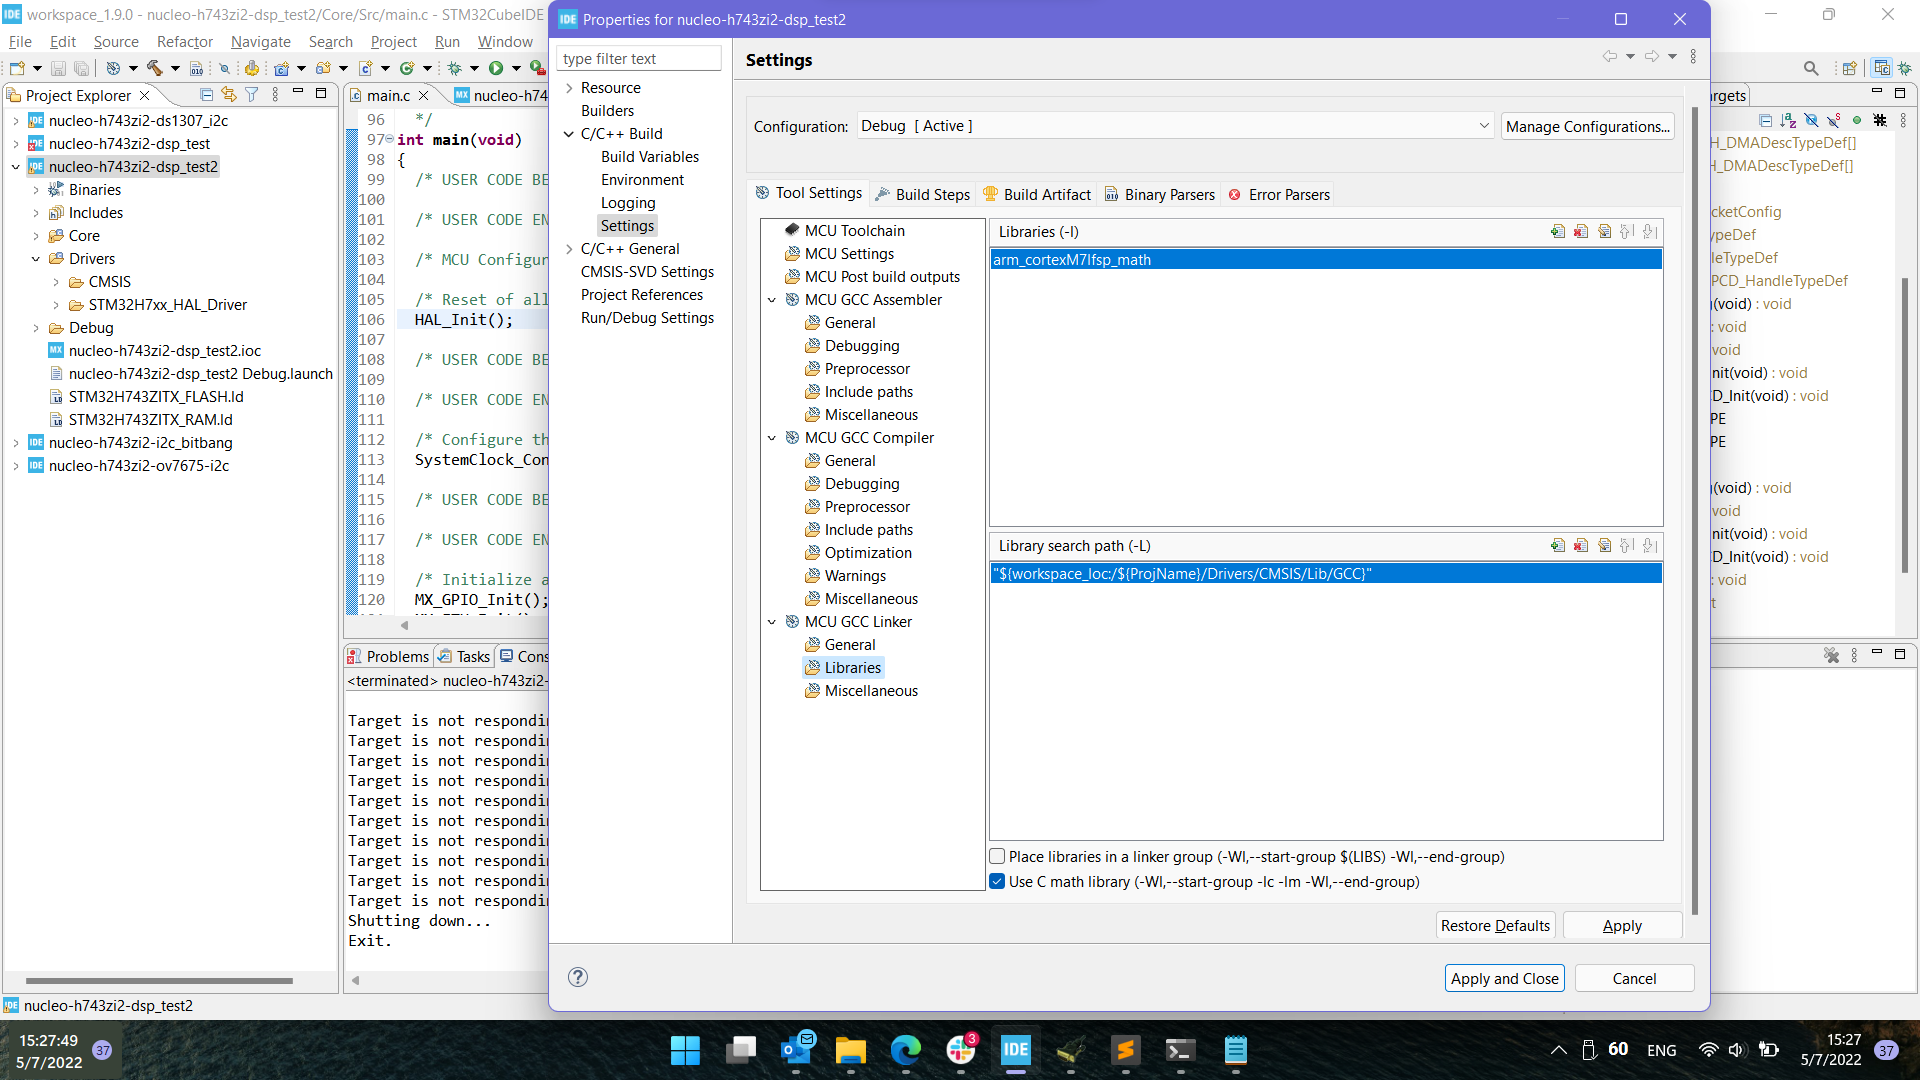 workspace_1.9.0 - nucleo-h743zi2-dsp_test2/Core/Src/main.c - STM32CubeIDE
File Edit Source Refactor Navigate Search Project Run Window
Project Explorer
nucleo-h743zi2-ds1307_i2c
nucleo-h743zi2-dsp_test
nucleo-h743zi2-dsp_test2
Binaries
Includes
Core
Drivers
CMSIS
STM32H7xx_HAL_Driver
Debug
nucleo-h743zi2-dsp_test2.ioc
nucleo-h743zi2-dsp_test2 Debug.launch
STM32H743ZITX_FLASH.ld
STM32H743ZITX_RAM.ld
nucleo-h743zi2-i2c_bitbang
nucleo-h743zi2-ov7675-i2c
main.c
nucleo-h74
96 */
97 int main(void)
98 {
99 /* USER CODE BE
100
101 /* USER CODE EN
102
103 /* MCU Configur
104
105 /* Reset of all
106 HAL_Init();
107
108 /* USER CODE BE
109
110 /* USER CODE EN
111
112 /* Configure th
113 SystemClock_Con
114
115 /* USER CODE BE
116
117 /* USER CODE EN
118
119 /* Initialize a
120 MX_GPIO_Init();
Problems Tasks Cons
<terminated> nucleo-h743zi2-
Target is not respondin
Target is not respondin
Target is not respondin
Target is not respondin
Target is not respondin
Target is not respondin
Target is not respondin
Target is not respondin
Target is not respondin
Target is not respondin
Shutting down...
Exit.
nucleo-h743zi2-dsp_test2
IDE Properties for nucleo-h743zi2-dsp_test2
type filter text
Resource
Builders
C/C++ Build
Build Variables
Environment
Logging
Settings
C/C++ General
CMSIS-SVD Settings
Project References
Run/Debug Settings
Settings
Configuration: Debug [ Active ] Manage Configurations...
Tool Settings Build Steps Build Artifact Binary Parsers Error Parsers
MCU Toolchain
MCU Settings
MCU Post build outputs
MCU GCC Assembler
General
Debugging
Preprocessor
Include paths
Miscellaneous
MCU GCC Compiler
General
Debugging
Preprocessor
Include paths
Optimization
Warnings
Miscellaneous
MCU GCC Linker
General
Libraries
Miscellaneous
Libraries (-l)
arm_cortexM7lfsp_math
Library search path (-L)
"${workspace_loc:/${ProjName}/Drivers/CMSIS/Lib/GCC}"
Place libraries in a linker group (-Wl,--start-group $(LIBS) -Wl,--end-group)
Use C math library (-Wl,--start-group -lc -lm -Wl,--end-group)
Restore Defaults Apply
Apply and Close Cancel
rgets
H_DMADescTypeDef[]
H_DMADescTypeDef[]
cketConfig
ypeDef
leTypeDef
PCD_HandleTypeDef
g(void) : void
: void
void
nit(void) : void
CD_Init(void) : void
PE
PE
g(void) : void
void
nit(void) : void
CD_Init(void) : void
: void
t
15:27:49
5/7/2022
37
3
IDE
60
ENG
15:27
5/7/2022
37